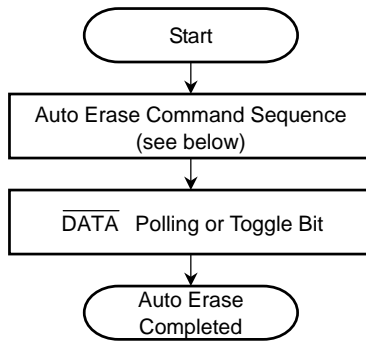 Start
Auto Erase Command Sequence
(see below)
DATA Polling or Toggle Bit
Auto Erase
Completed